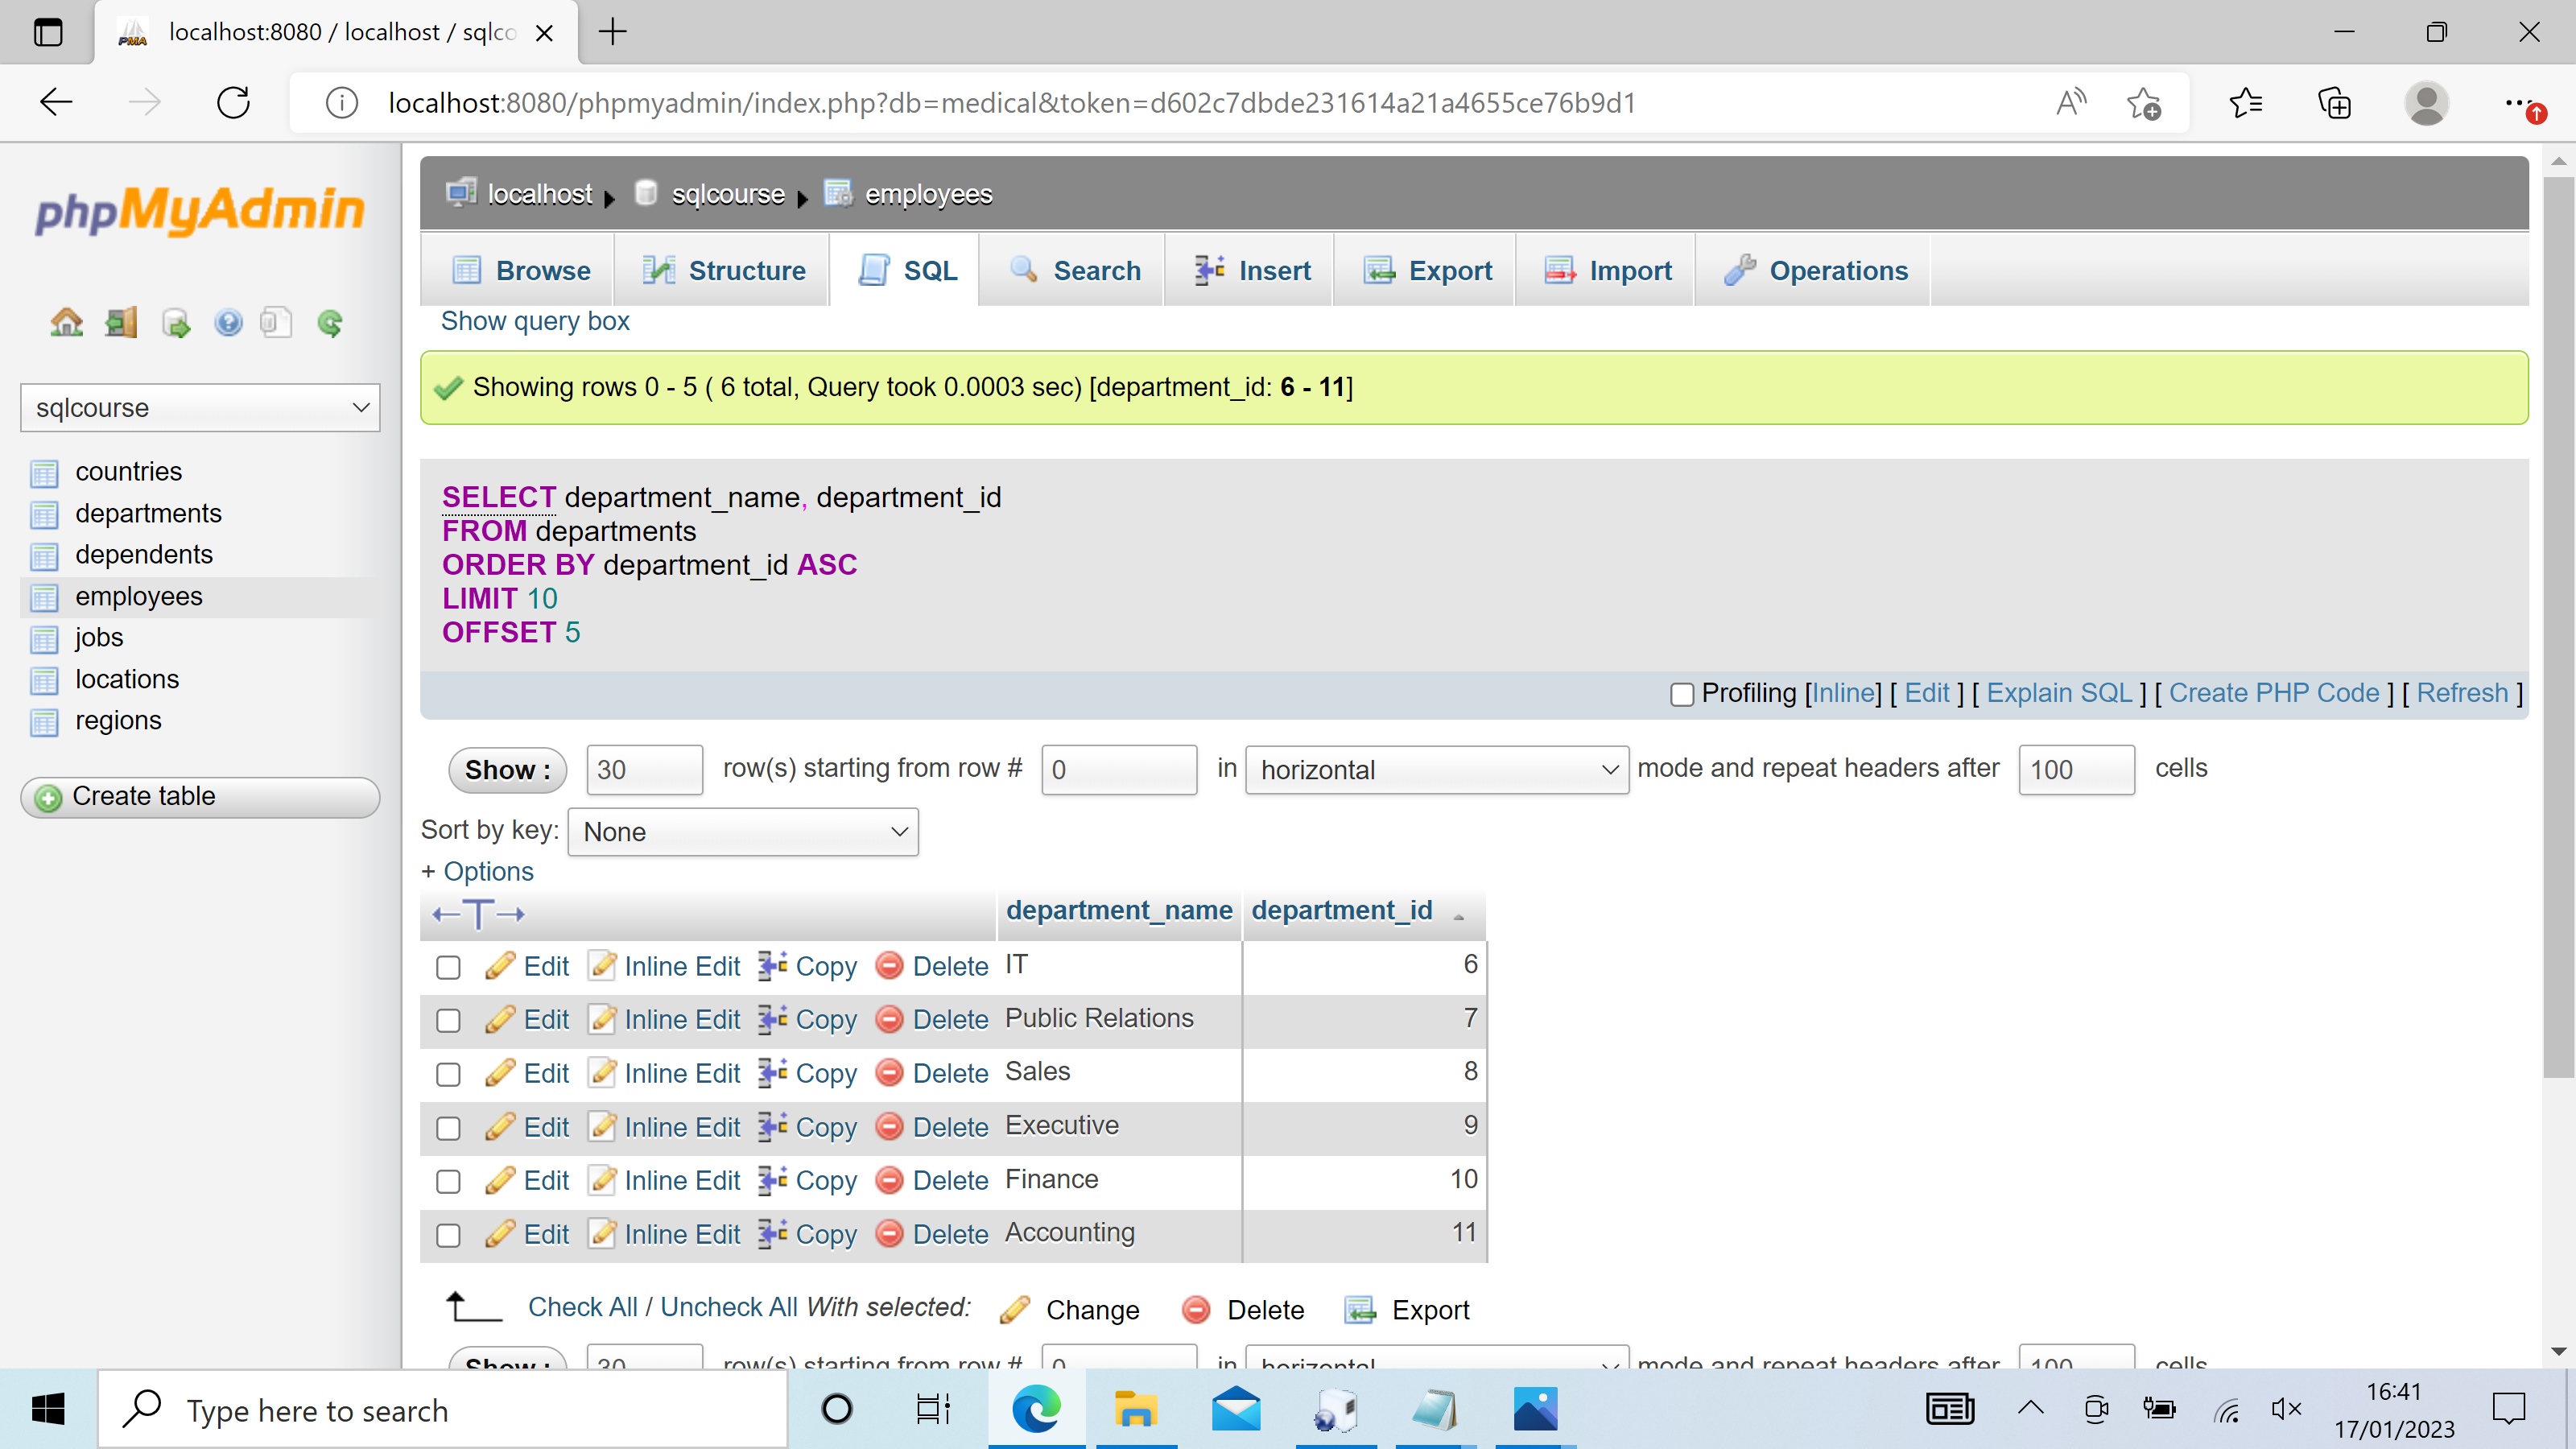 localhost:8080 / localhost / sqlco
localhost:8080/phpmyadmin/index.php?db=medical&token=d602c7dbde231614a21a4655ce76b9d1
phpMyAdmin
sqlcourse
countries
departments
dependents
employees
jobs
locations
regions
Create table
localhost ▸ sqlcourse ▸ employees
Browse Structure SQL Search Insert Export Import Operations
Show query box
Showing rows 0 - 5 ( 6 total, Query took 0.0003 sec) [department_id: 6 - 11]
SELECT department_name, department_id
FROM departments
ORDER BY department_id ASC
LIMIT 10
OFFSET 5
Profiling [Inline] [ Edit ] [ Explain SQL ] [ Create PHP Code ] [ Refresh ]
Show : 30 row(s) starting from row # 0 in horizontal mode and repeat headers after 100 cells
Sort by key: None
+ Options
←T→ department_name department_id
Edit Inline Edit Copy Delete IT 6
Edit Inline Edit Copy Delete Public Relations 7
Edit Inline Edit Copy Delete Sales 8
Edit Inline Edit Copy Delete Executive 9
Edit Inline Edit Copy Delete Finance 10
Edit Inline Edit Copy Delete Accounting 11
Check All / Uncheck All With selected: Change Delete Export
Show : 30 row(s) starting from row # 0 in horizontal mode and repeat headers after 100 cells
Type here to search
16:41
17/01/2023